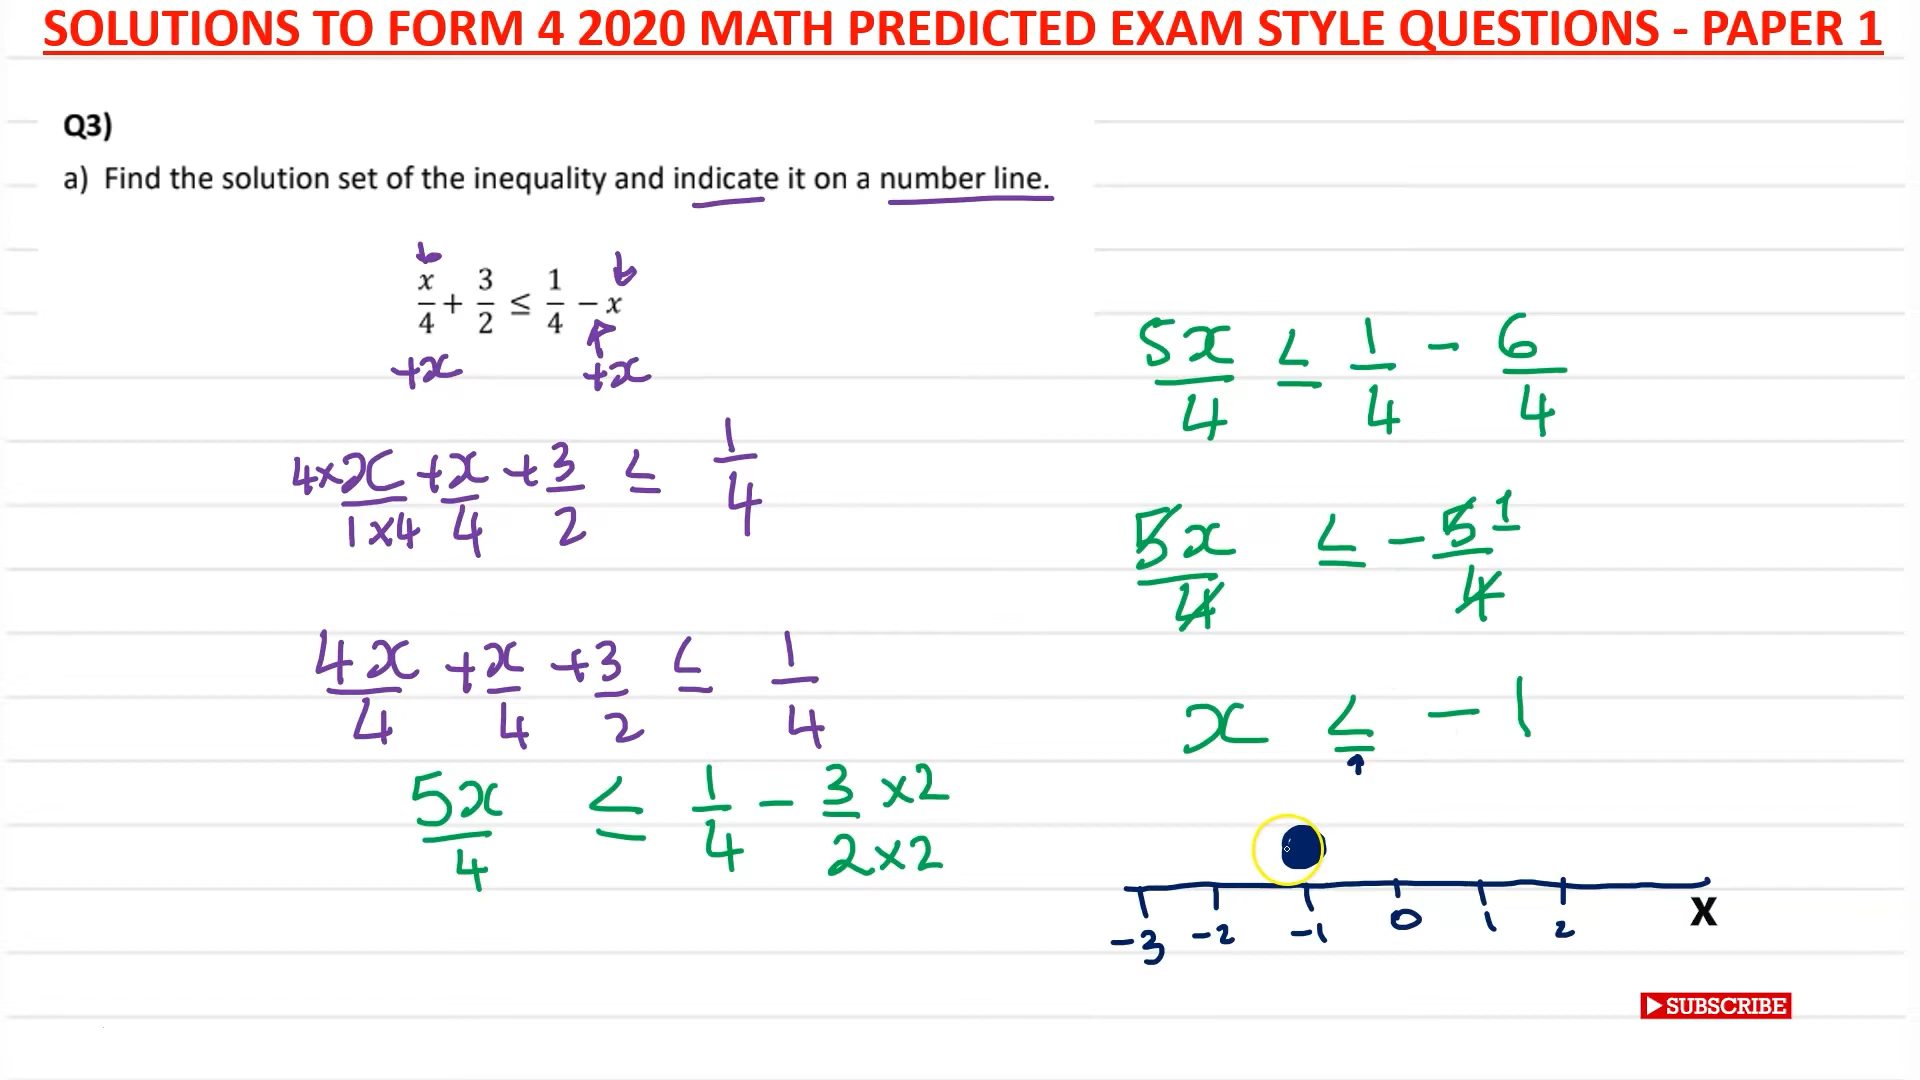 SOLUTIONS TO FORM 4 2020 MATH PREDICTED EXAM STYLE QUESTIONS - PAPER 1
Q3)
a) Find the solution set of the inequality and indicate it on a number line.
x/4 + 3/2 ≤ 1/4 − x
+x +x
4×x/1×4 + x/4 + 3/2 ≤ 1/4
4x/4 + x/4 + 3/2 ≤ 1/4
5x/4 ≤ 1/4 − 3×2/2×2
5x/4 ≤ 1/4 − 6/4
5x/4 ≤ −5/4 1
x ≤ −1
-3 -2 -1 0 1 2 X
SUBSCRIBE